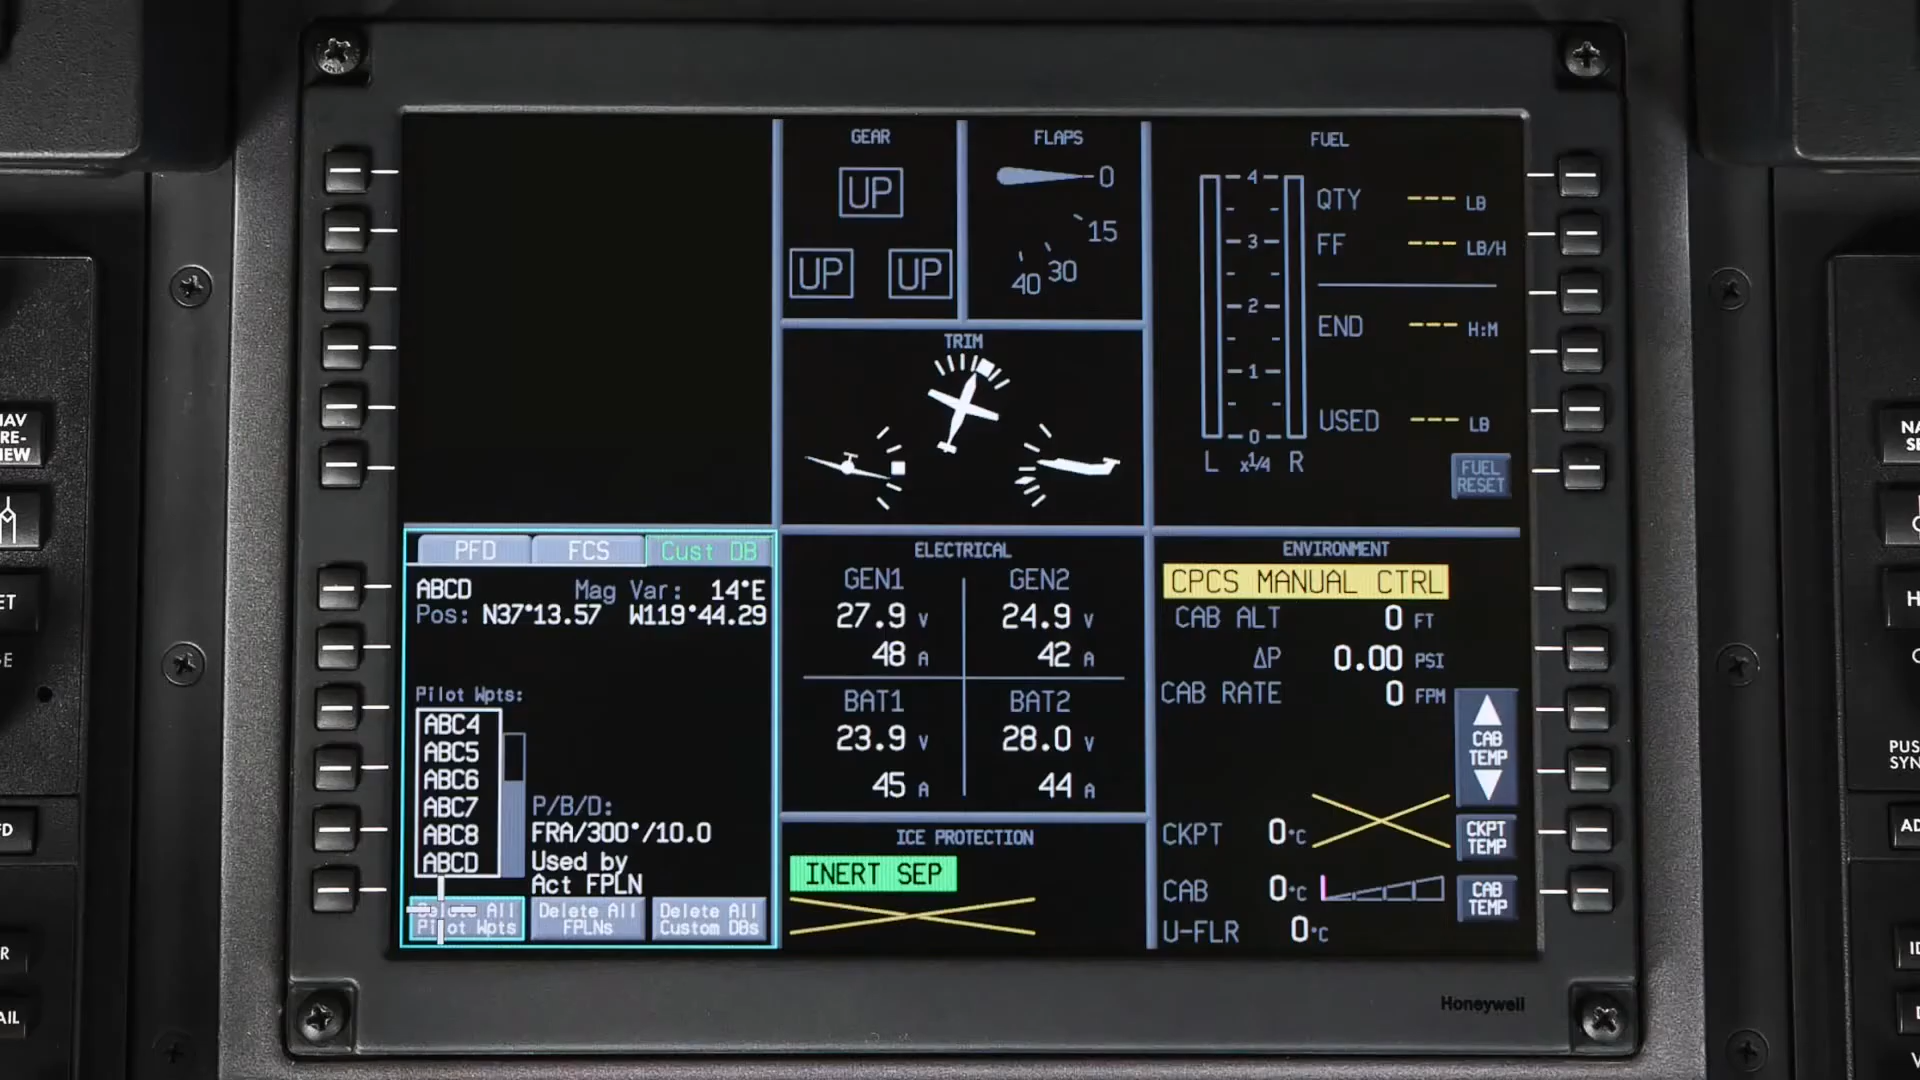 GEAR
UP
UP UP
FLAPS
0
15
30
40
TRIM
FUEL
4
3
2
1
0
L x1/4 R
QTY --- LB
FF --- LB/H
END --- H:M
USED --- LB
FUEL
RESET
PFD FCS Cust DB
ABCD Mag Var: 14°E
Pos: N37°13.57 W119°44.29
Pilot Wpts:
ABC4
ABC5
ABC6
ABC7
ABC8
ABCD
P/B/D:
FRA/300°/10.0
Used by
Act FPLN
Delete All
Pilot Wpts
Delete All
FPLNs
Delete All
Custom DBs
ELECTRICAL
GEN1 GEN2
27.9 V 24.9 V
48 A 42 A
BAT1 BAT2
23.9 V 28.0 V
45 A 44 A
ICE PROTECTION
INERT SEP
ENVIRONMENT
CPCS MANUAL CTRL
CAB ALT 0 FT
ΔP 0.00 PSI
CAB RATE 0 FPM
CAB
TEMP
CKPT 0°C
CKPT
TEMP
CAB 0°C
CAB
TEMP
U-FLR 0°C
Honeywell